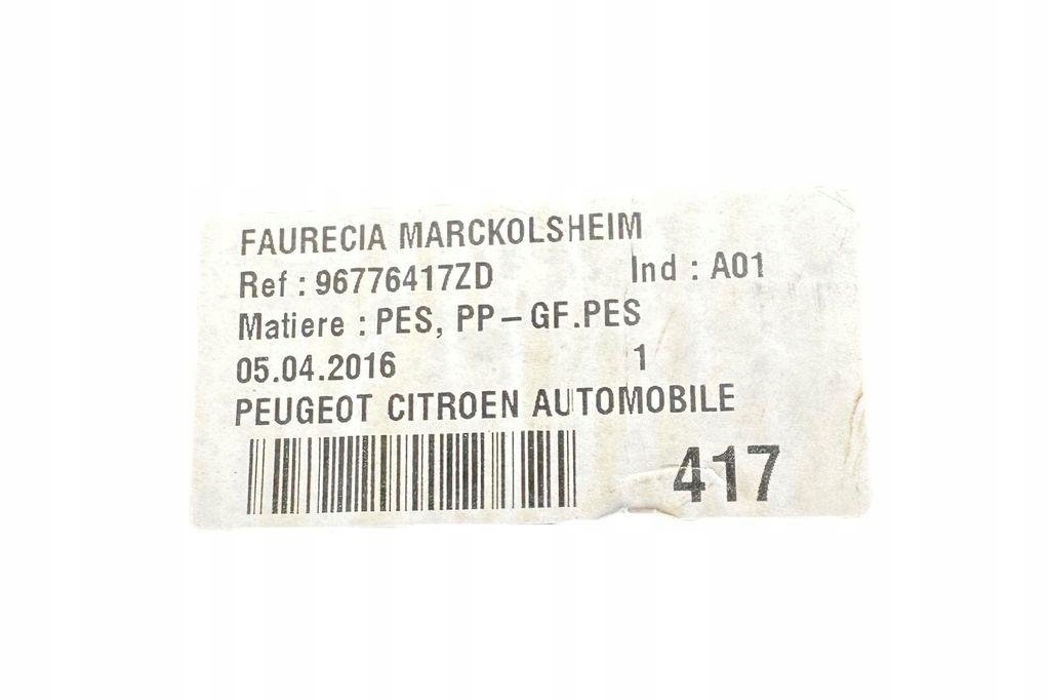 FAURECIA MARCKOLSHEIM
Ref : 96776417ZD Ind : A01
Matiere : PES, PP-GF.PES
05.04.2016 1
PEUGEOT CITROEN AUTOMOBILE
417